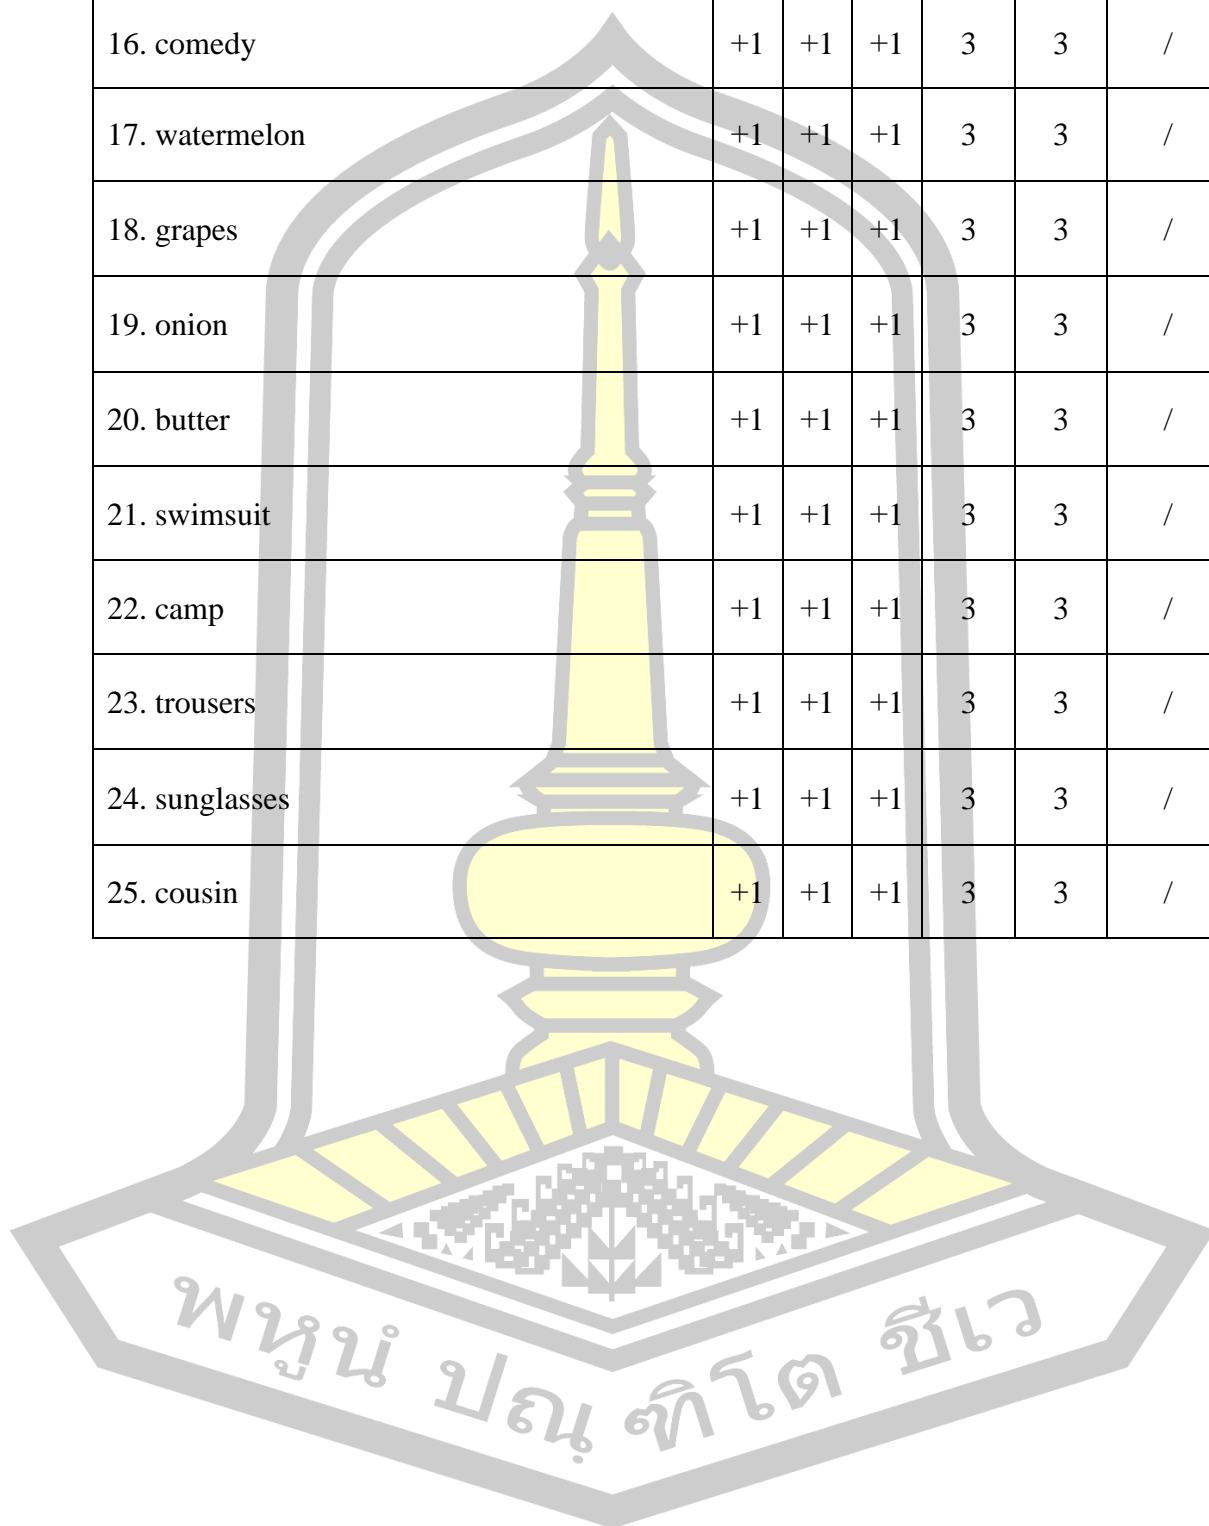 16. comedy +1 +1 +1 3 3 /
17. watermelon +1 +1 +1 3 3 /
18. grapes +1 +1 +1 3 3 /
19. onion +1 +1 +1 3 3 /
20. butter +1 +1 +1 3 3 /
21. swimsuit +1 +1 +1 3 3 /
22. camp +1 +1 +1 3 3 /
23. trousers +1 +1 +1 3 3 /
24. sunglasses +1 +1 +1 3 3 /
25. cousin +1 +1 +1 3 3 /
พหูนํ ปณฺฑิโต ชีเว